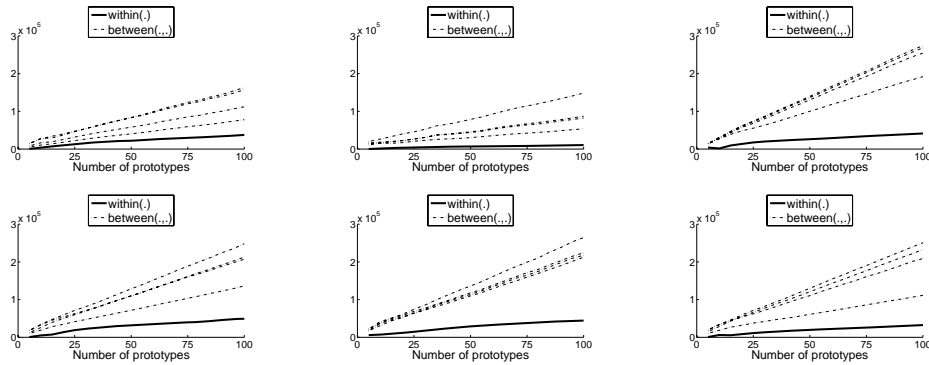 within(.)
between(.,.)
x 10^5
3
2
1
0
0 25 50 75 100
Number of prototypes
within(.)
between(.,.)
x 10^5
3
2
1
0
0 25 50 75 100
Number of prototypes
within(.)
between(.,.)
x 10^5
3
2
1
0
0 25 50 75 100
Number of prototypes
within(.)
between(.,.)
x 10^5
3
2
1
0
0 25 50 75 100
Number of prototypes
within(.)
between(.,.)
x 10^5
3
2
1
0
0 25 50 75 100
Number of prototypes
within(.)
between(.,.)
x 10^5
3
2
1
0
0 25 50 75 100
Number of prototypes